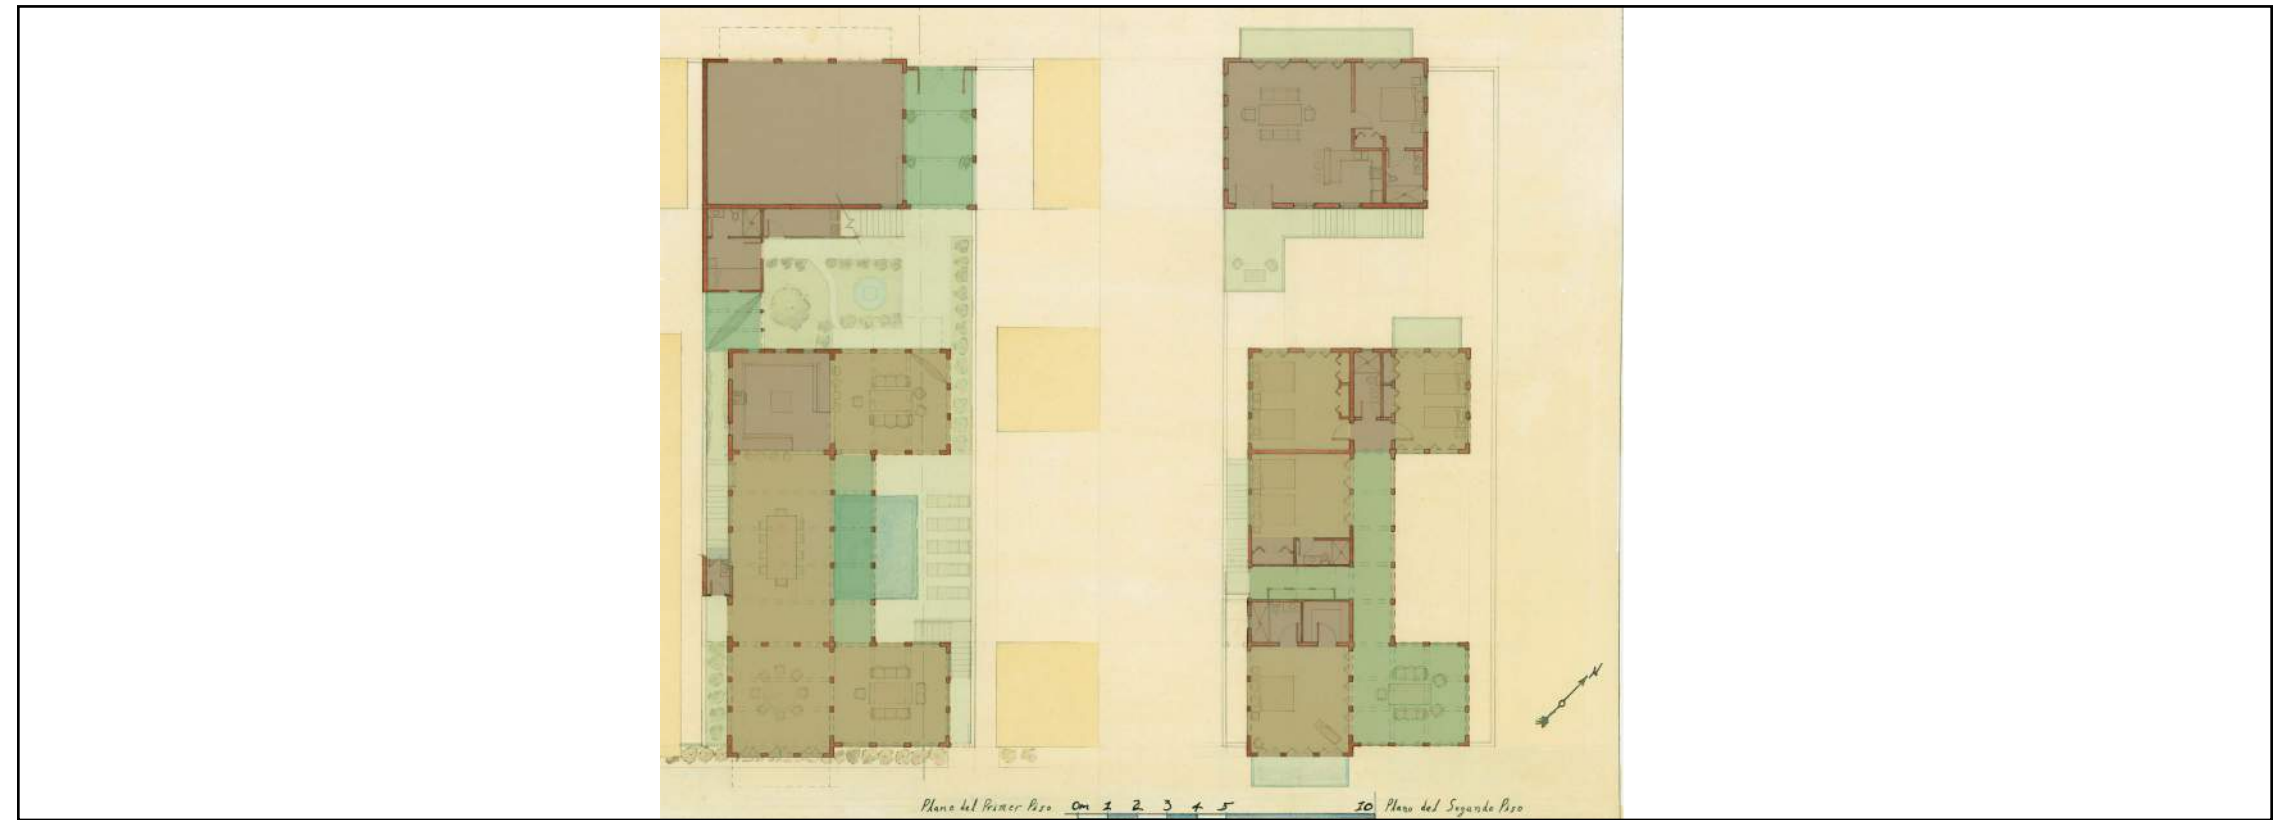 N
Plano del Primer Piso
0m 1 2 3 4 5 10
Plano del Segundo Piso